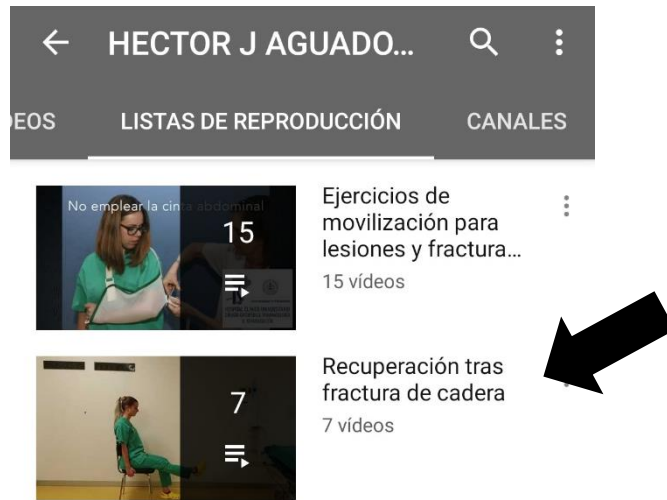 HECTOR J AGUADO...
DEOS LISTAS DE REPRODUCCIÓN CANALES
No emplear la cinta abdominal
15
Ejercicios de
movilización para
lesiones y fractura...
15 vídeos
7
Recuperación tras
fractura de cadera
7 vídeos